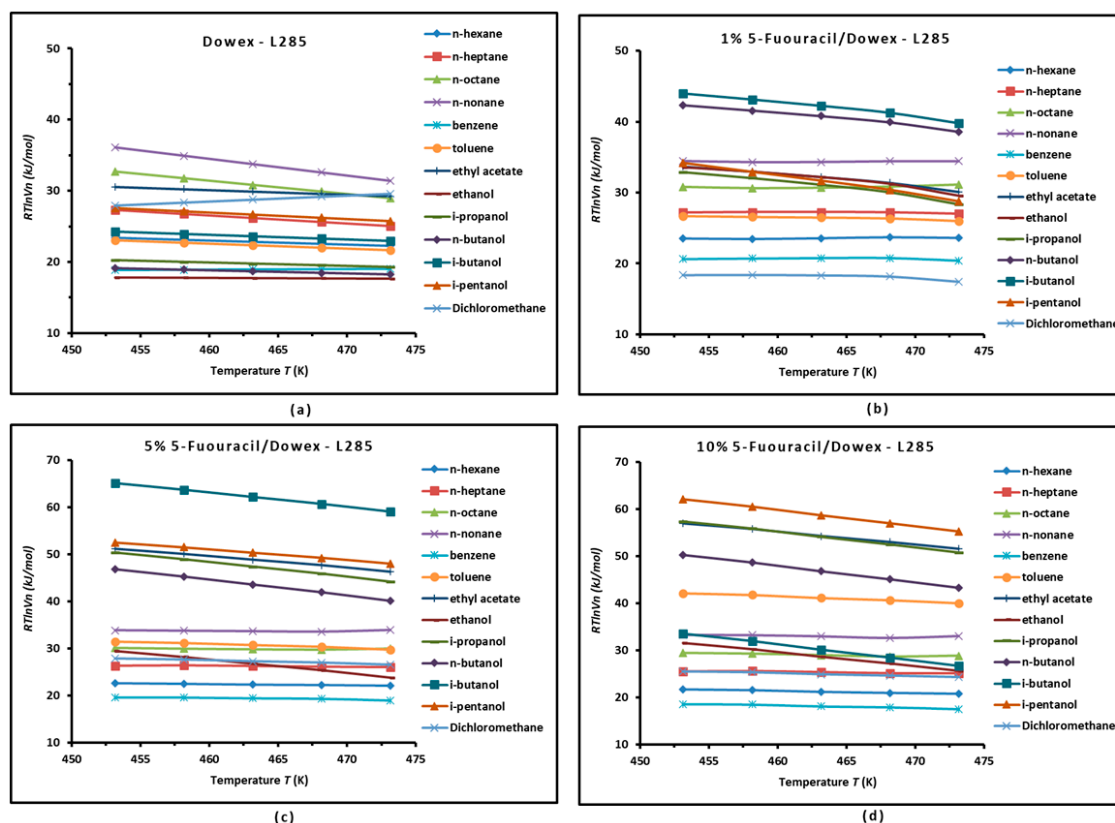 Dowex - L285
RTlnVn (kJ/mol)
50
40
30
20
10
450
455
460
465
470
475
Temperature T (K)
n-hexane
n-heptane
n-octane
n-nonane
benzene
toluene
ethyl acetate
ethanol
i-propanol
n-butanol
i-butanol
i-pentanol
Dichloromethane
(a)
1% 5-Fuouracil/Dowex - L285
RTlnVn (kJ/mol)
50
40
30
20
10
450
455
460
465
470
475
Temperature T (K)
n-hexane
n-heptane
n-octane
n-nonane
benzene
toluene
ethyl acetate
ethanol
i-propanol
n-butanol
i-butanol
i-pentanol
Dichloromethane
(b)
5% 5-Fuouracil/Dowex - L285
RTlnVn (kJ/mol)
70
60
50
40
30
20
10
450
455
460
465
470
475
Temperature T (K)
n-hexane
n-heptane
n-octane
n-nonane
benzene
toluene
ethyl acetate
ethanol
i-propanol
n-butanol
i-butanol
i-pentanol
Dichloromethane
(c)
10% 5-Fuouracil/Dowex - L285
RTlnVn (kJ/mol)
70
60
50
40
30
20
10
450
455
460
465
470
475
Temperature T (K)
n-hexane
n-heptane
n-octane
n-nonane
benzene
toluene
ethyl acetate
ethanol
i-propanol
n-butanol
i-butanol
i-pentanol
Dichloromethane
(d)